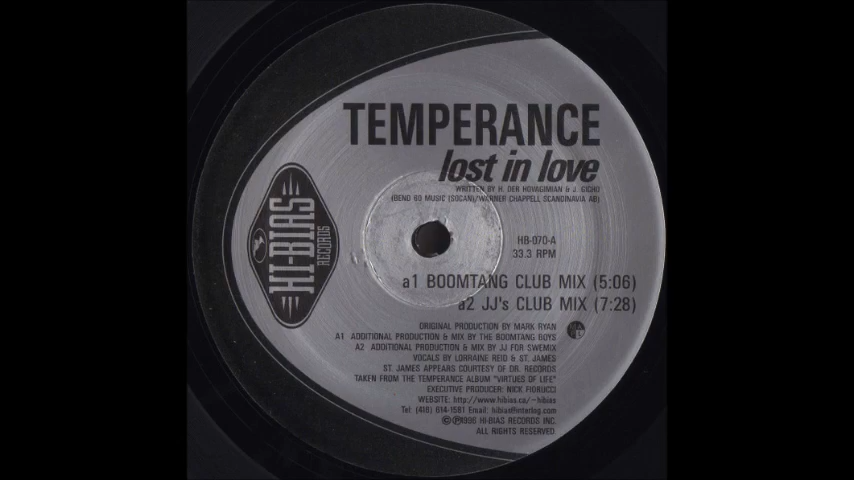 TEMPERANCE
lost in love
WRITTEN BY H. DER HOVAGIMIAN & J. GICHO
(BEND 60 MUSIC (SOCAN)/WARNER CHAPPELL SCANDINAVIA AB)
HB-070-A
33.3 RPM
HI-BIAS
RECORDS
a1 BOOMTANG CLUB MIX (5:06)
a2 JJ's CLUB MIX (7:28)
ORIGINAL PRODUCTION BY MARK RYAN
A1 ADDITIONAL PRODUCTION & MIX BY THE BOOMTANG BOYS
A2 ADDITIONAL PRODUCTION & MIX BY JJ FOR SWEMIX
VOCALS BY LORRAINE REID & ST. JAMES
ST. JAMES APPEARS COURTESY OF DR. RECORDS
TAKEN FROM THE TEMPERANCE ALBUM "VIRTUES OF LIFE"
EXECUTIVE PRODUCER: NICK FIORUCCI
WEBSITE: http://www.hibias.ca/~hibias
Tel: (416) 614-1581 Email: hibias@interlog.com
©℗1996 HI-BIAS RECORDS INC.
ALL RIGHTS RESERVED.